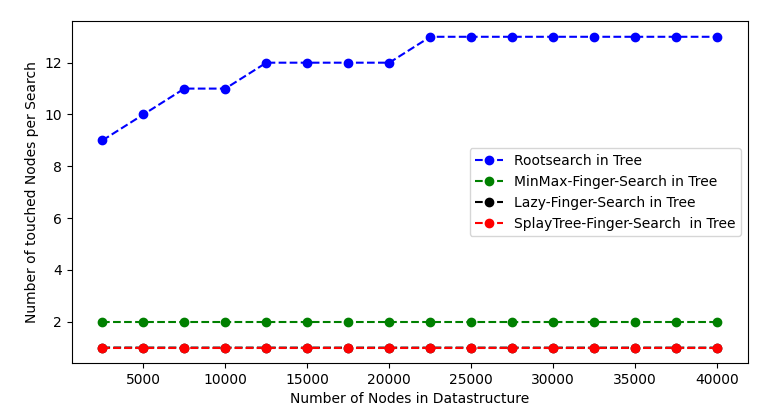 Number of touched Nodes per Search
12
10
8
6
4
2
Rootsearch in Tree
MinMax-Finger-Search in Tree
Lazy-Finger-Search in Tree
SplayTree-Finger-Search  in Tree
5000 10000 15000 20000 25000 30000 35000 40000
Number of Nodes in Datastructure